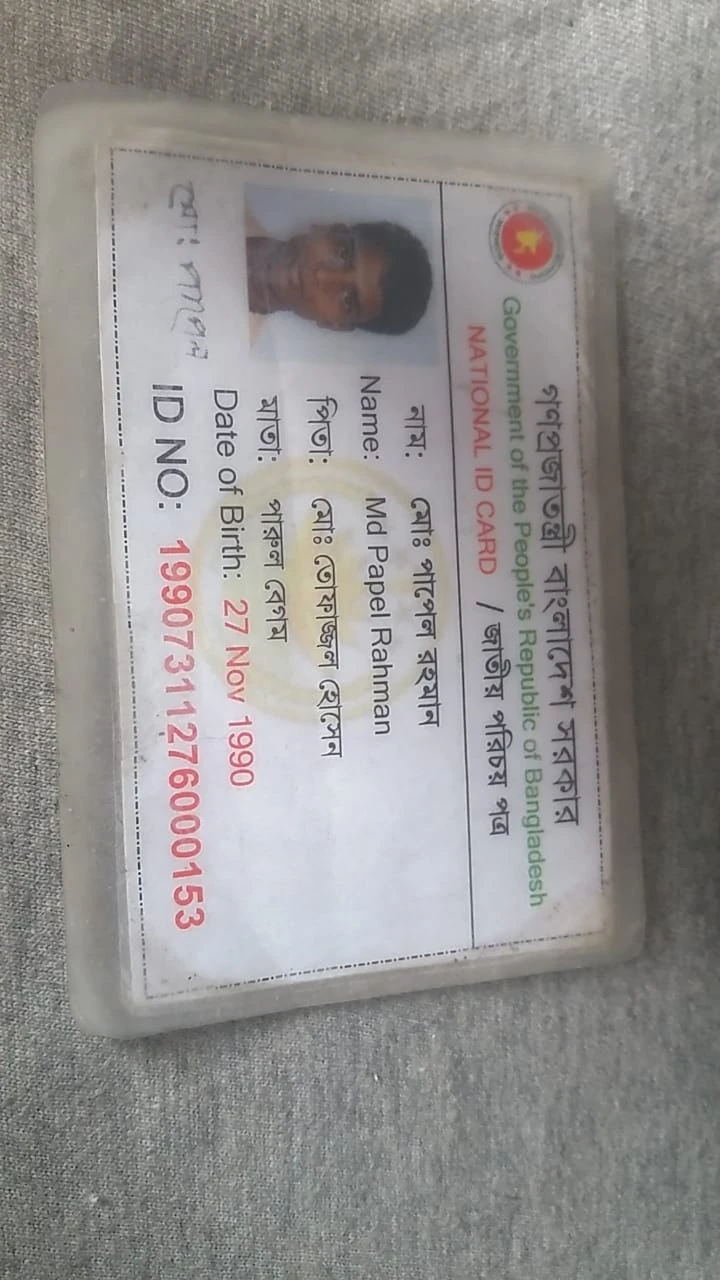 গণপ্রজাতন্ত্রী বাংলাদেশ সরকার
Government of the People's Republic of Bangladesh
NATIONAL ID CARD / জাতীয় পরিচয় পত্র
নাম: মোঃ পাপেল রহমান
Name: Md Papel Rahman
পিতা: মোঃ তোফাজ্জল হোসেন
মাতা: পারুল বেগম
Date of Birth: 27 Nov 1990
ID NO: 19907311276000153
মোঃ পাপেল